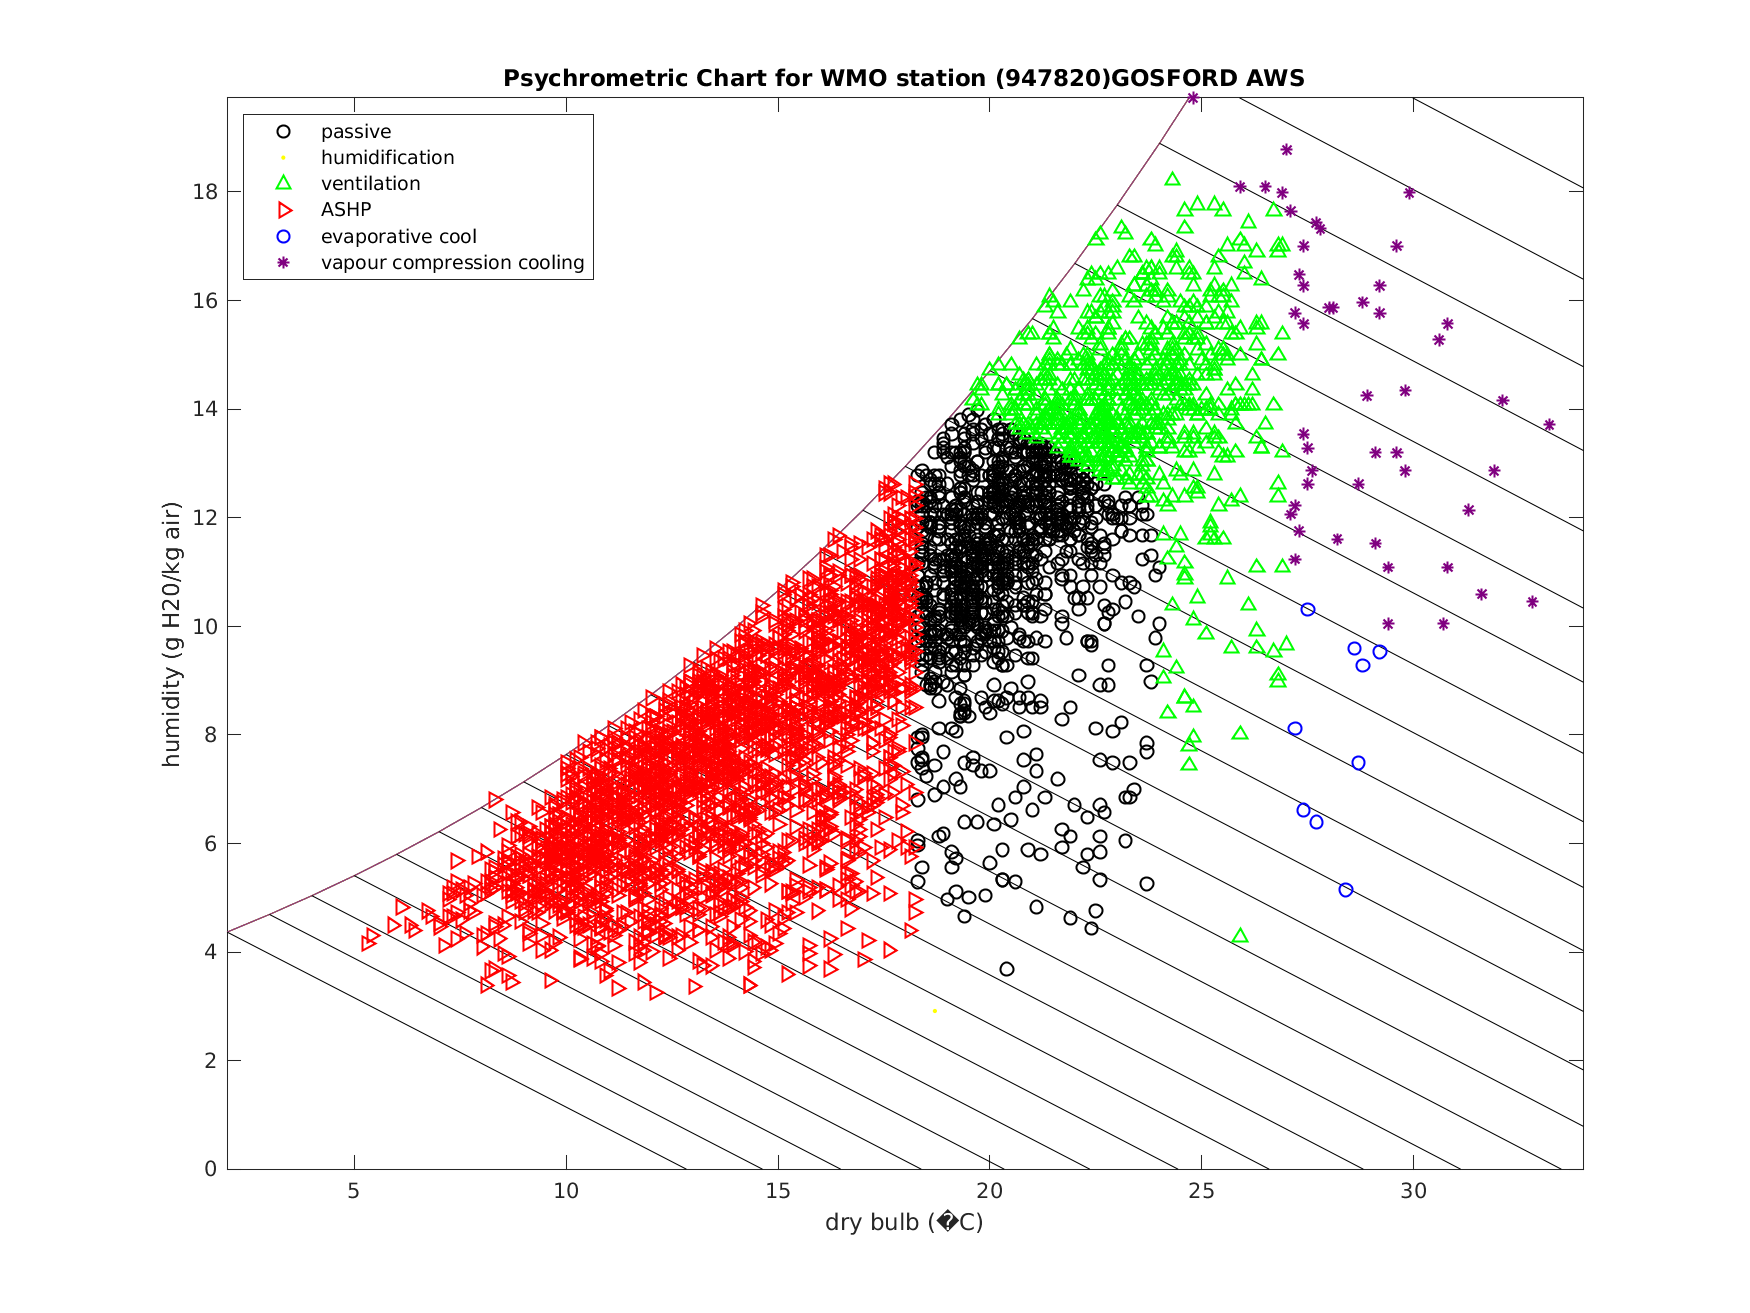 Psychrometric Chart for WMO station (947820)GOSFORD AWS
passive
humidification
ventilation
ASHP
evaporative cool
vapour compression cooling
humidity (g H20/kg air)
18
16
14
12
10
8
6
4
2
0
5 10 15 20 25 30
dry bulb (�C)